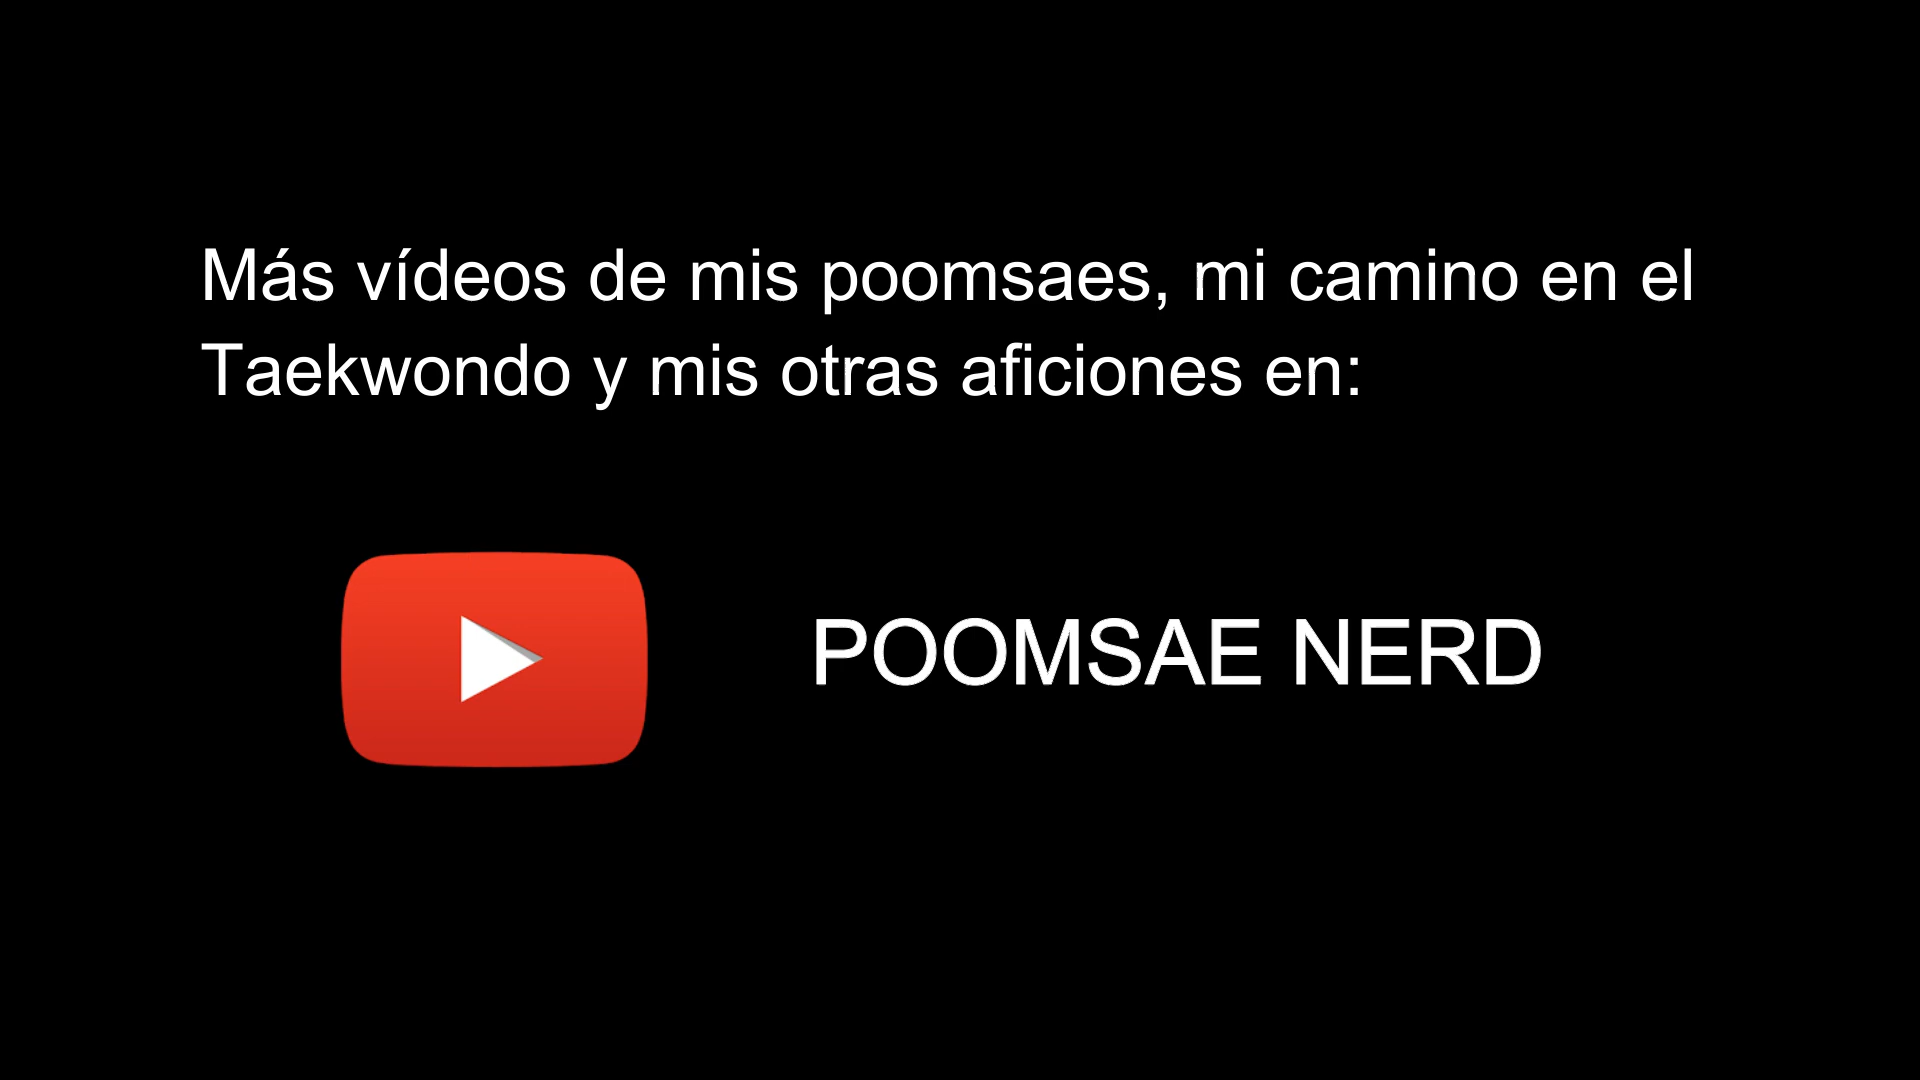 Más vídeos de mis poomsaes, mi camino en el
Taekwondo y mis otras aficiones en:
POOMSAE NERD